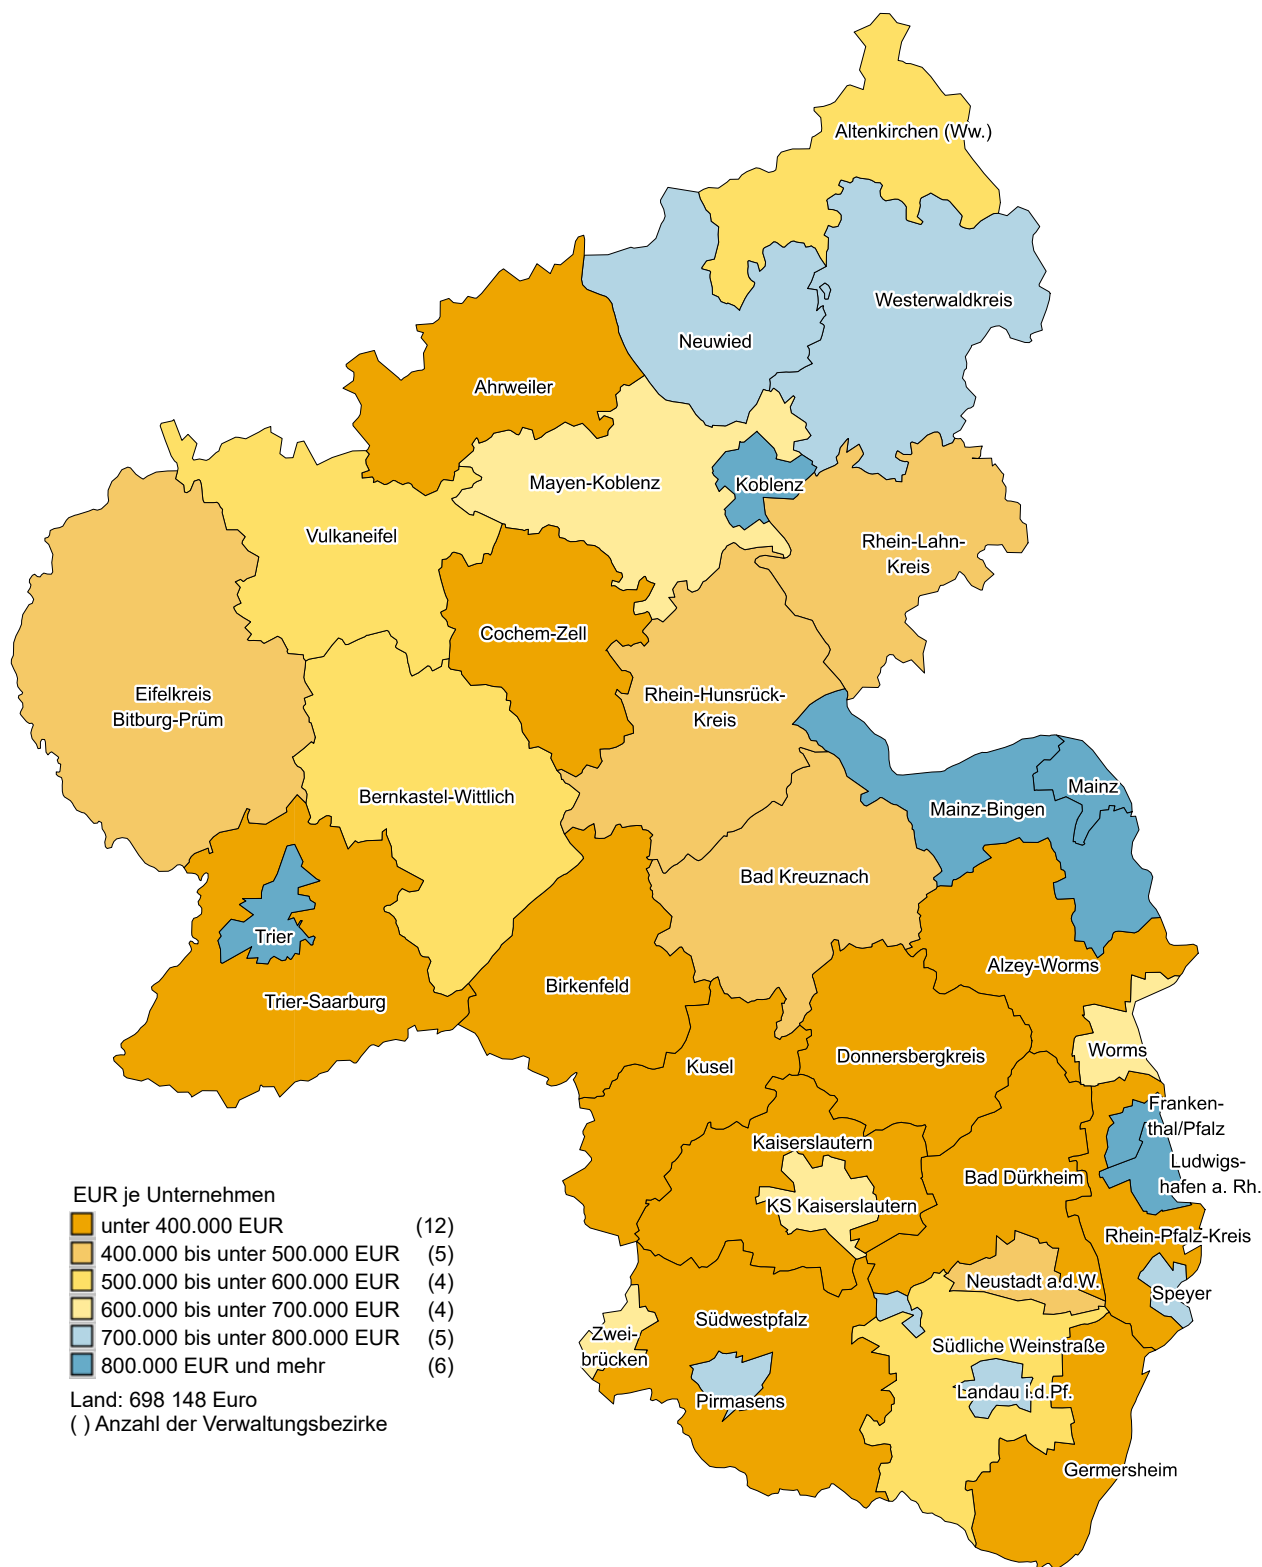 Altenkirchen (Ww.)
Westerwaldkreis
Neuwied
Ahrweiler
Mayen-Koblenz
Koblenz
Vulkaneifel
Rhein-Lahn-
Kreis
Cochem-Zell
Eifelkreis
Bitburg-Prüm
Rhein-Hunsrück-
Kreis
Bernkastel-Wittlich
Mainz
Mainz-Bingen
Bad Kreuznach
Trier
Alzey-Worms
Birkenfeld
Trier-Saarburg
Worms
Donnersbergkreis
Kusel
Franken-
thal/Pfalz
Kaiserslautern
Ludwigs-
hafen a. Rh.
Bad Dürkheim
KS Kaiserslautern
Rhein-Pfalz-Kreis
Neustadt a.d.W.
Speyer
Südwestpfalz
Zwei-
brücken
Südliche Weinstraße
Landau i.d.Pf.
Pirmasens
Germersheim
EUR je Unternehmen
unter 400.000 EUR (12)
400.000 bis unter 500.000 EUR (5)
500.000 bis unter 600.000 EUR (4)
600.000 bis unter 700.000 EUR (4)
700.000 bis unter 800.000 EUR (5)
800.000 EUR und mehr (6)
Land: 698 148 Euro
( ) Anzahl der Verwaltungsbezirke